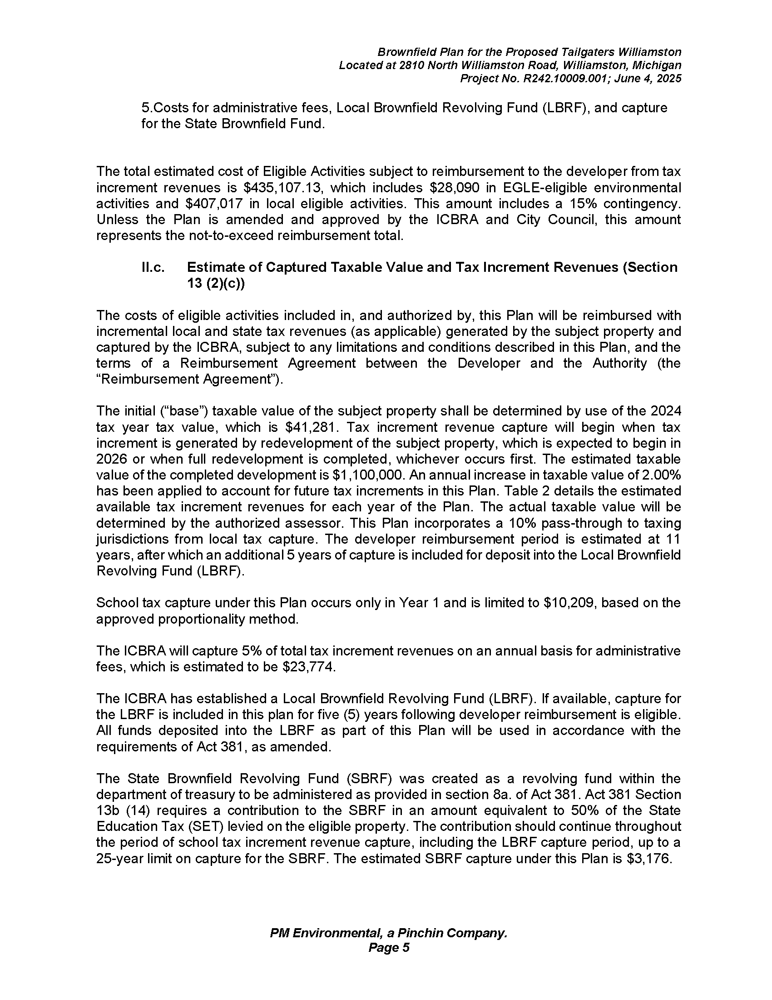 Brownfield Plan for the Proposed Tailgaters Williamston
Located at 2810 North Williamston Road, Williamston, Michigan
Project No. R242.10009.001; June 4, 2025
5.Costs for administrative fees, Local Brownfield Revolving Fund (LBRF), and capture
for the State Brownfield Fund.
The total estimated cost of Eligible Activities subject to reimbursement to the developer from tax
increment revenues is $435,107.13, which includes $28,090 in EGLE-eligible environmental
activities and $407,017 in local eligible activities. This amount includes a 15% contingency.
Unless the Plan is amended and approved by the ICBRA and City Council, this amount
represents the not-to-exceed reimbursement total.
II.c. Estimate of Captured Taxable Value and Tax Increment Revenues (Section
13 (2)(c))
The costs of eligible activities included in, and authorized by, this Plan will be reimbursed with
incremental local and state tax revenues (as applicable) generated by the subject property and
captured by the ICBRA, subject to any limitations and conditions described in this Plan, and the
terms of a Reimbursement Agreement between the Developer and the Authority (the
“Reimbursement Agreement”).
The initial (“base”) taxable value of the subject property shall be determined by use of the 2024
tax year tax value, which is $41,281. Tax increment revenue capture will begin when tax
increment is generated by redevelopment of the subject property, which is expected to begin in
2026 or when full redevelopment is completed, whichever occurs first. The estimated taxable
value of the completed development is $1,100,000. An annual increase in taxable value of 2.00%
has been applied to account for future tax increments in this Plan. Table 2 details the estimated
available tax increment revenues for each year of the Plan. The actual taxable value will be
determined by the authorized assessor. This Plan incorporates a 10% pass-through to taxing
jurisdictions from local tax capture. The developer reimbursement period is estimated at 11
years, after which an additional 5 years of capture is included for deposit into the Local Brownfield
Revolving Fund (LBRF).
School tax capture under this Plan occurs only in Year 1 and is limited to $10,209, based on the
approved proportionality method.
The ICBRA will capture 5% of total tax increment revenues on an annual basis for administrative
fees, which is estimated to be $23,774.
The ICBRA has established a Local Brownfield Revolving Fund (LBRF). If available, capture for
the LBRF is included in this plan for five (5) years following developer reimbursement is eligible.
All funds deposited into the LBRF as part of this Plan will be used in accordance with the
requirements of Act 381, as amended.
The State Brownfield Revolving Fund (SBRF) was created as a revolving fund within the
department of treasury to be administered as provided in section 8a. of Act 381. Act 381 Section
13b (14) requires a contribution to the SBRF in an amount equivalent to 50% of the State
Education Tax (SET) levied on the eligible property. The contribution should continue throughout
the period of school tax increment revenue capture, including the LBRF capture period, up to a
25-year limit on capture for the SBRF. The estimated SBRF capture under this Plan is $3,176.
PM Environmental, a Pinchin Company.
Page 5